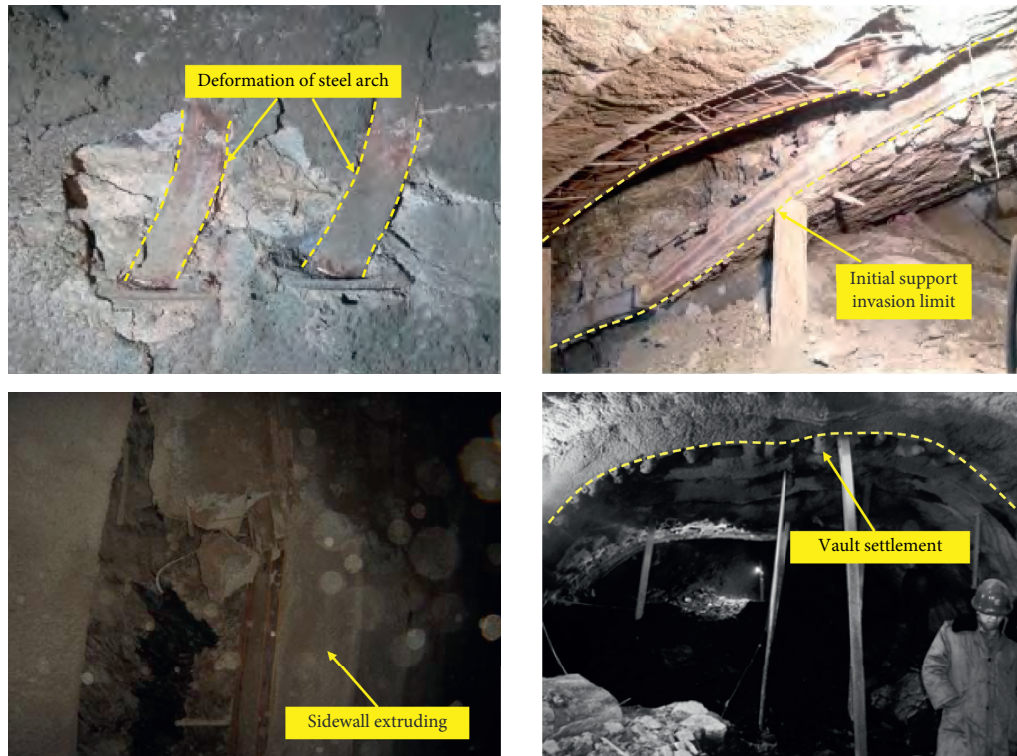 Deformation of steel arch
Initial support
invasion limit
Sidewall extruding
Vault settlement